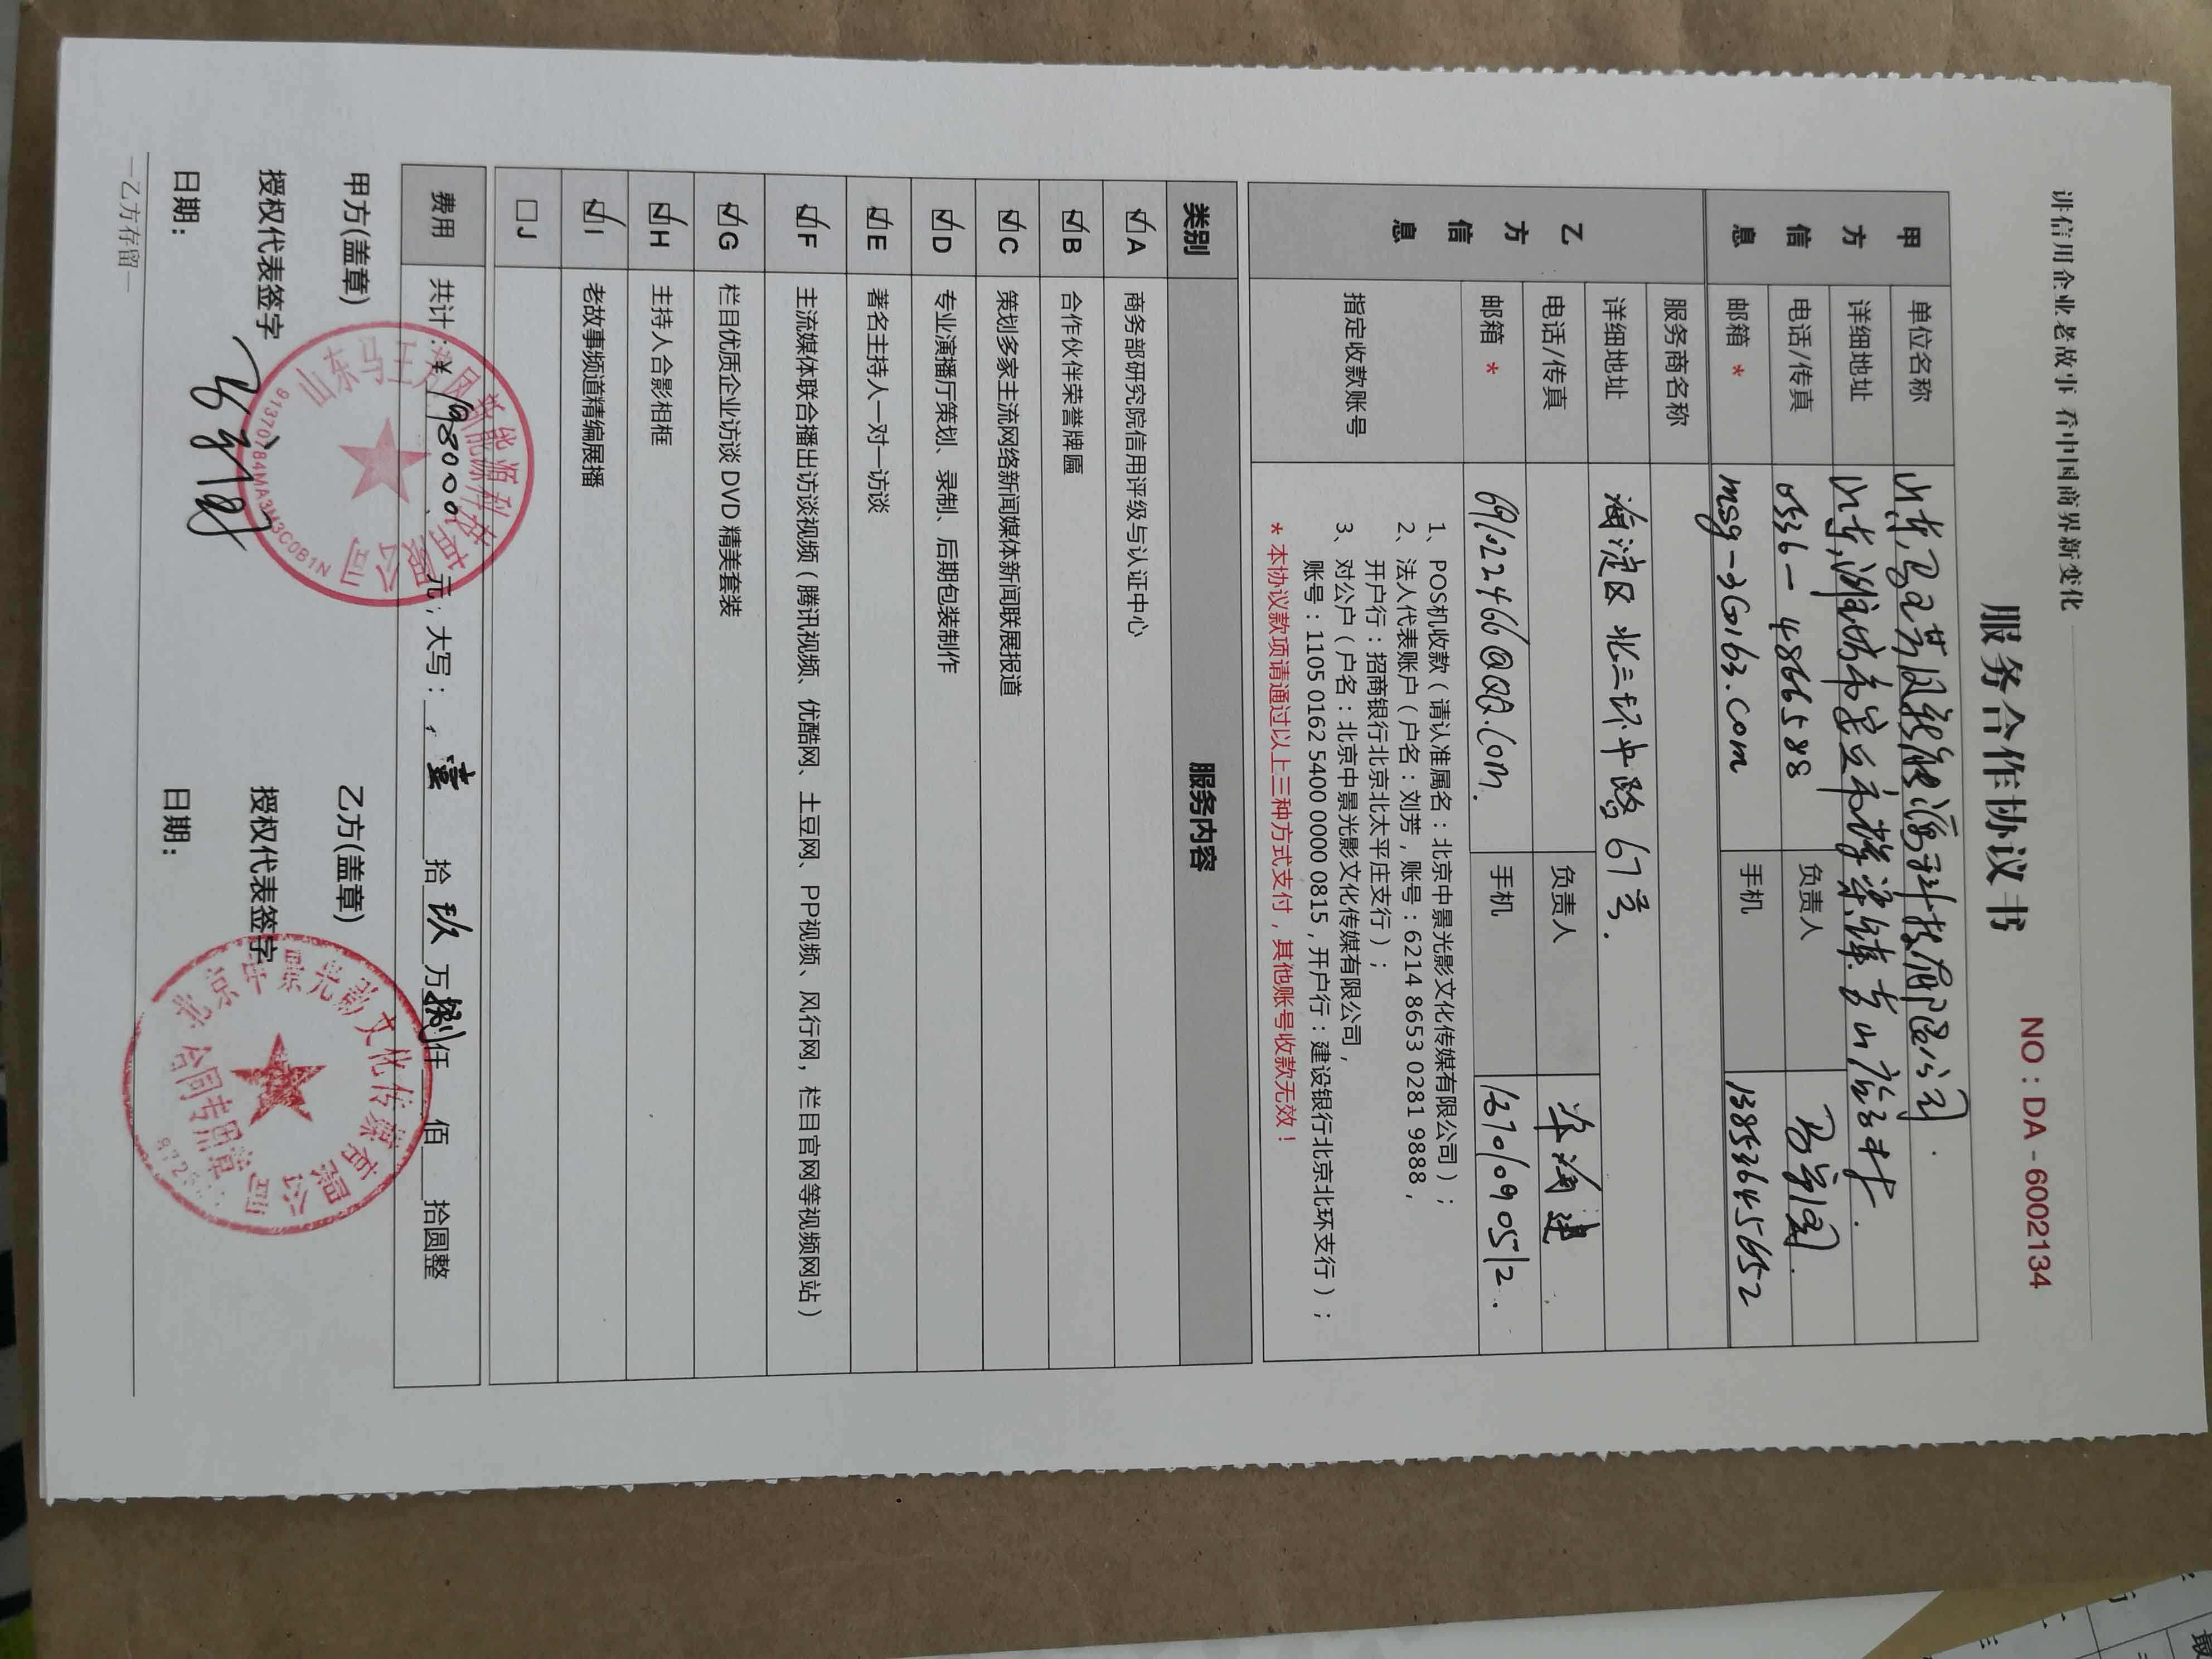 讲信用企业老故事 看中国商界新变化
NO：DA - 6002134
服务合作协议书
甲方信息
单位名称 山东马王芳风新能源科技有限公司
详细地址 山东潍坊市安丘市辉渠镇
电话/传真 0536-4866588 负责人
邮箱 * msg-3@163.com 手机 13853645652
乙方信息
服务商名称
详细地址 海淀区北三环中路67号.
电话/传真 负责人 海建
邮箱 * 691022466@QQ.com. 手机 13701090512.
指定收款账号
1、POS机收款（请认准属名：北京中景光影文化传媒有限公司）；
2、法人代表账户（户名：刘芳，账号：6214 8653 0281 9888，
开户行：招商银行北京北太平庄支行）；
3、对公户（户名：北京中景光影文化传媒有限公司，
账号：1105 0162 5400 0000 0815，开户行：建设银行北京北环支行）；
* 本协议款项请通过以上三种方式支付，其他账号收款无效！
类别 服务内容
A 商务部研究院信用评级与认证中心
B 合作伙伴荣誉牌匾
C 策划多家主流网络新闻媒体新闻联展报道
D 专业演播厅策划、录制、后期包装制作
E 著名主持人一对一访谈
F 主流媒体联合播出访谈视频（腾讯视频、优酷网、土豆网、PP视频、风行网，栏目官网等视频网站）
G 栏目优质企业访谈 DVD 精美套装
H 主持人合影相框
I 老故事频道精编展播
J
费用 共计：¥ 198000 元，大写： 壹 拾 玖 万 捌 仟 佰 拾圆整
甲方(盖章)
乙方(盖章)
山东马王芳风新能源科技有限公司
91370784MA3M3C0B1N
北京中景光影文化传媒有限公司
合同专用章
授权代表签字
授权代表签字
日期：
日期：
—乙方存留—